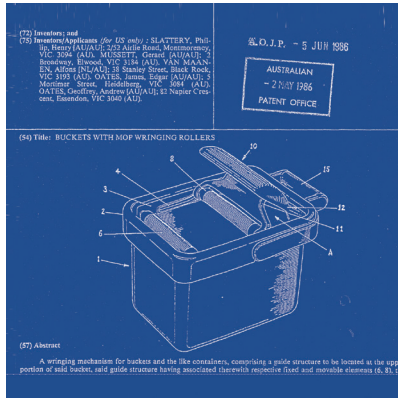 (72) Inventors; and
(75) Inventors/Applicants (for US only) : SLATTERY, Phil-
lip, Henry [AU/AU]; 2/52 Airlie Road, Montmorency,
VIC 3094 (AU). MUSSETT, Gerard [AU/AU]; 2
Broadway, Elwood, VIC 3184 (AU). VAN MAAN-
EN, Alfons [NL/AU]; 38 Stanley Street, Black Rock,
VIC 3193 (AU). OATES, James, Edgar [AU/AU]; 5
Mortimer Street, Heidelberg, VIC 3084 (AU).
OATES, Geoffrey, Andrew [AU/AU]; 82 Napier Cres-
cent, Essendon, VIC 3040 (AU).
A.O.J.P. - 5 JUN 1986
AUSTRALIAN
- 2 MAY 1986
PATENT OFFICE
(54) Title: BUCKETS WITH MOP WRINGING ROLLERS
10
8
4
15
3
2
12
6
11
A
1
(57) Abstract
A wringing mechanism for buckets and the like containers, comprising a guide structure to be located at the upp
portion of said bucket, said guide structure having associated therewith respective fixed and movable elements (6, 8),